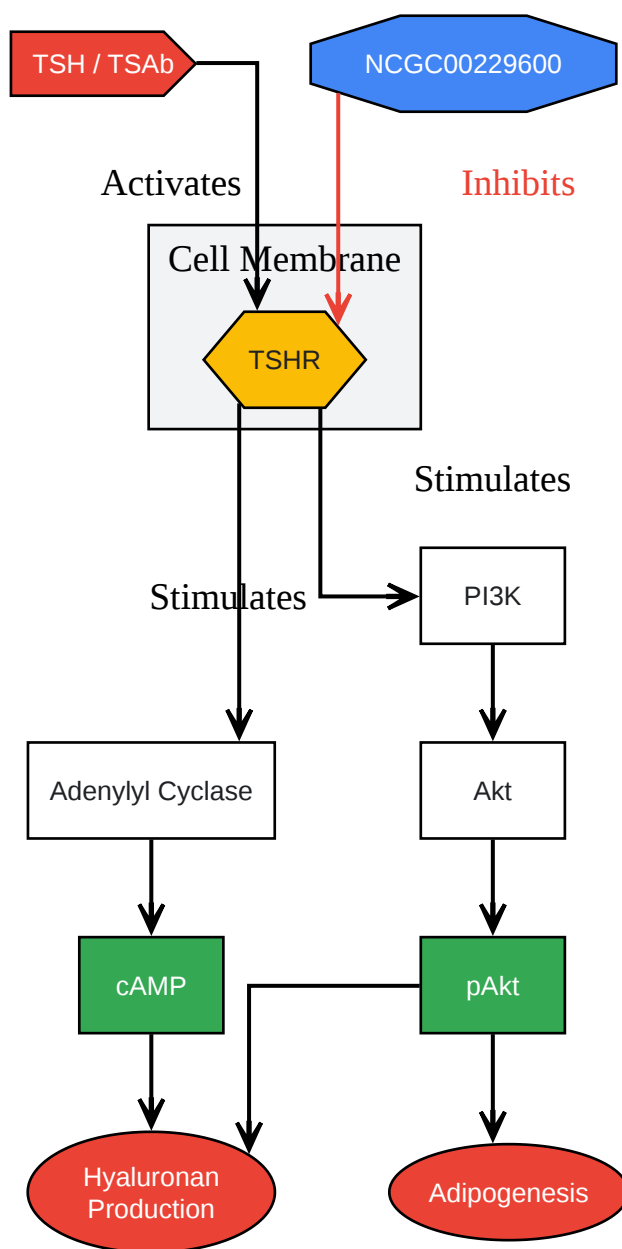 TSH / TSAb
NCGC00229600
Activates
Inhibits
Cell Membrane
TSHR
Stimulates
Stimulates
PI3K
Adenylyl Cyclase
Akt
cAMP
pAkt
Hyaluronan
Production
Adipogenesis